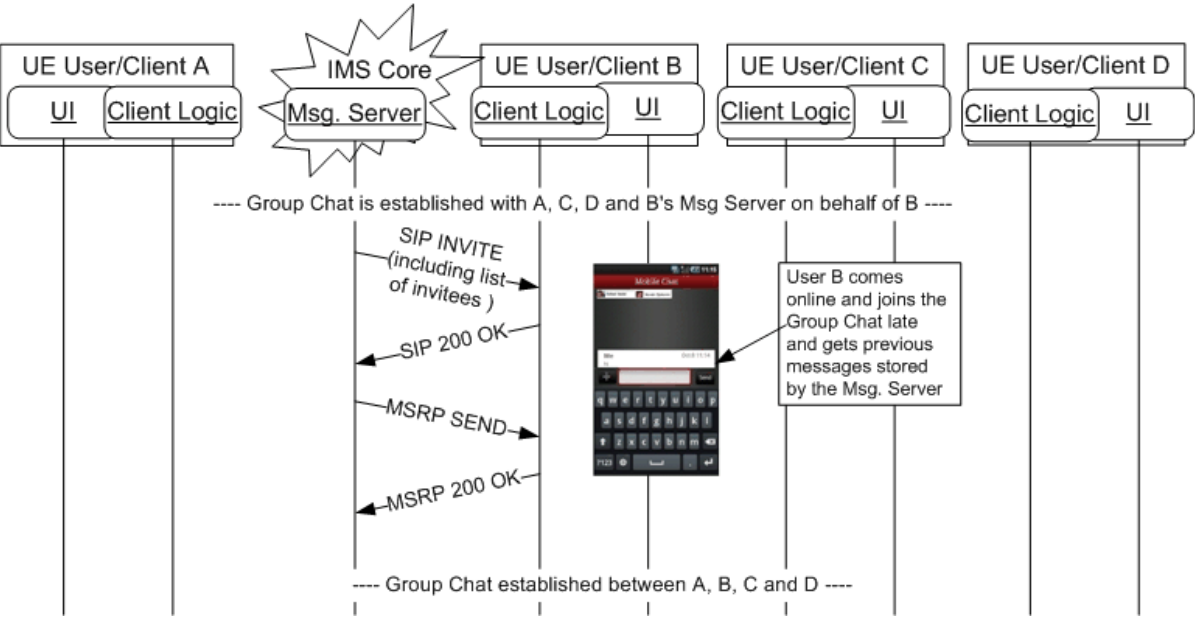 UE User/Client A
UI
Client Logic
IMS Core
Msg. Server
UE User/Client B
Client Logic
UI
UE User/Client C
Client Logic
UI
UE User/Client D
Client Logic
UI
---- Group Chat is established with A, C, D and B's Msg Server on behalf of B ----
SIP INVITE
(including list
of invitees )
SIP 200 OK
MSRP SEND
MSRP 200 OK
11:15
Mobile Chat
Send
q w e r t y u i o p
a s d f g h j k l
z x c v b n m
?123
User B comes
online and joins the
Group Chat late
and gets previous
messages stored
by the Msg. Server
---- Group Chat established between A, B, C and D ----